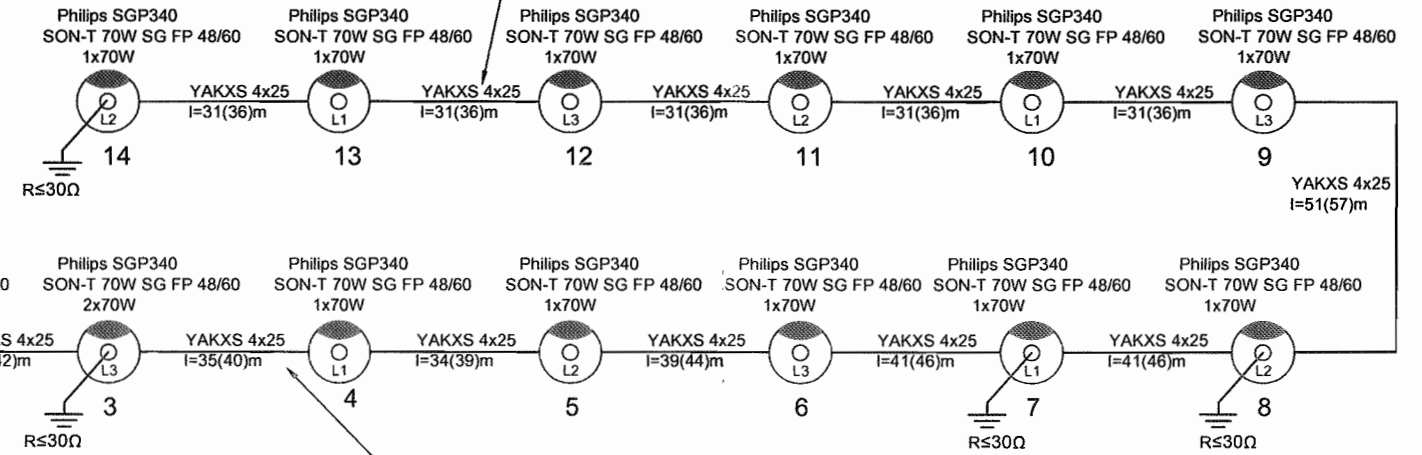 Philips SGP340
SON-T 70W SG FP 48/60
1x70W
L2
14
R≤30Ω
YAKXS 4x25
l=31(36)m
Philips SGP340
SON-T 70W SG FP 48/60
1x70W
L1
13
YAKXS 4x25
l=31(36)m
Philips SGP340
SON-T 70W SG FP 48/60
1x70W
L3
12
YAKXS 4x25
l=31(36)m
Philips SGP340
SON-T 70W SG FP 48/60
1x70W
L2
11
YAKXS 4x25
l=31(36)m
Philips SGP340
SON-T 70W SG FP 48/60
1x70W
L1
10
YAKXS 4x25
l=31(36)m
Philips SGP340
SON-T 70W SG FP 48/60
1x70W
L3
9
YAKXS 4x25
l=51(57)m
0
S 4x25
42)m
Philips SGP340
SON-T 70W SG FP 48/60
2x70W
L3
3
R≤30Ω
YAKXS 4x25
l=35(40)m
Philips SGP340
SON-T 70W SG FP 48/60
1x70W
L1
4
YAKXS 4x25
l=34(39)m
Philips SGP340
SON-T 70W SG FP 48/60
1x70W
L2
5
YAKXS 4x25
l=39(44)m
Philips SGP340
SON-T 70W SG FP 48/60
1x70W
L3
6
YAKXS 4x25
l=41(46)m
Philips SGP340
SON-T 70W SG FP 48/60
1x70W
L1
7
R≤30Ω
YAKXS 4x25
l=41(46)m
Philips SGP340
SON-T 70W SG FP 48/60
1x70W
L2
8
R≤30Ω